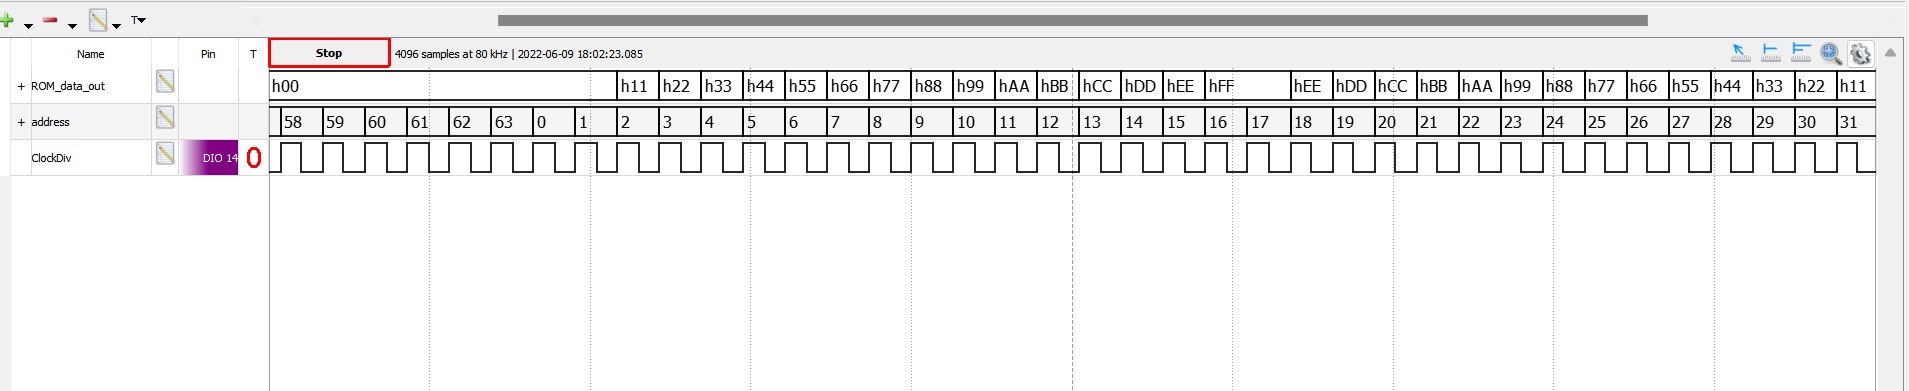 T
Name Pin T Stop 4096 samples at 80 kHz | 2022-06-09 18:02:23.085
+ ROM_data_out h00 h11 h22 h33 h44 h55 h66 h77 h88 h99 hAA hBB hCC hDD hEE hFF hEE hDD hCC hBB hAA h99 h88 h77 h66 h55 h44 h33 h22 h11
+ address 58 59 60 61 62 63 0 1 2 3 4 5 6 7 8 9 10 11 12 13 14 15 16 17 18 19 20 21 22 23 24 25 26 27 28 29 30 31
ClockDiv DIO 14 0